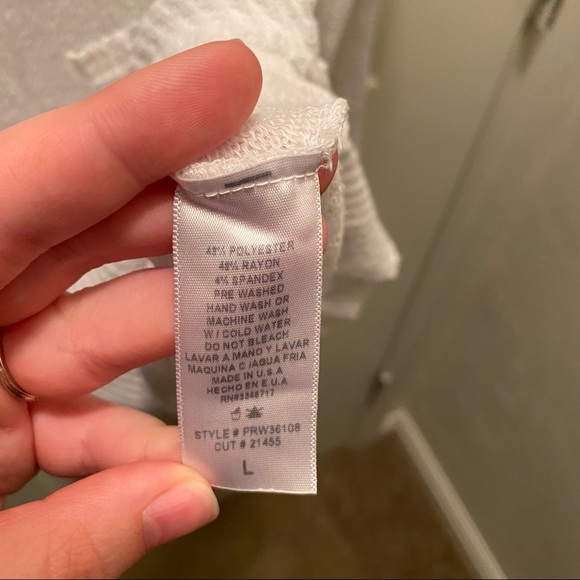 48% POLYESTER
48% RAYON
4% SPANDEX
PRE WASHED
HAND WASH OR
MACHINE WASH
W / COLD WATER
DO NOT BLEACH
LAVAR A MANO Y LAVAR
MAQUINA C /AGUA FRIA
MADE IN U.S.A
HECHO EN E.U.A
STYLE # PRW36108
CUT # 21455
L